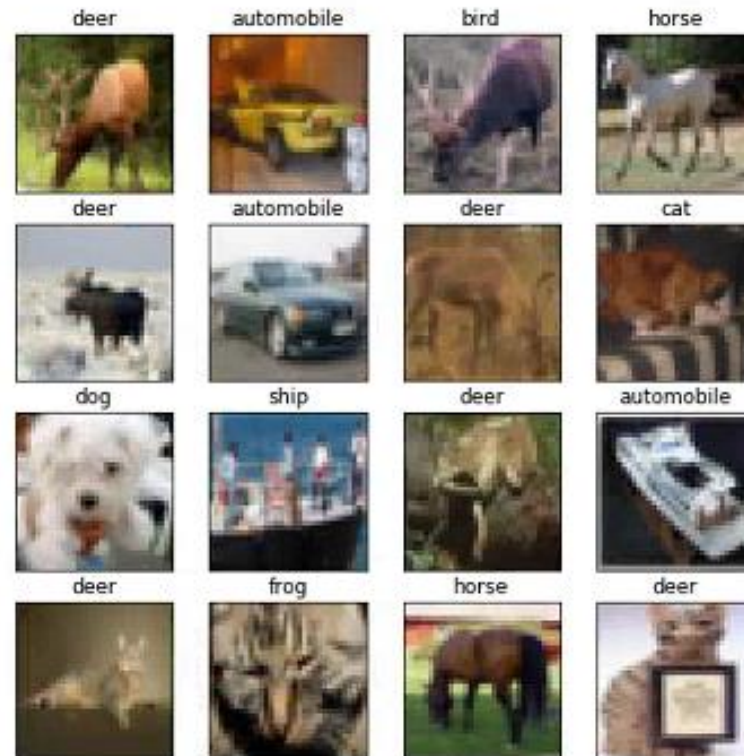 deer automobile bird horse
deer automobile deer cat
dog ship deer automobile
deer frog horse deer